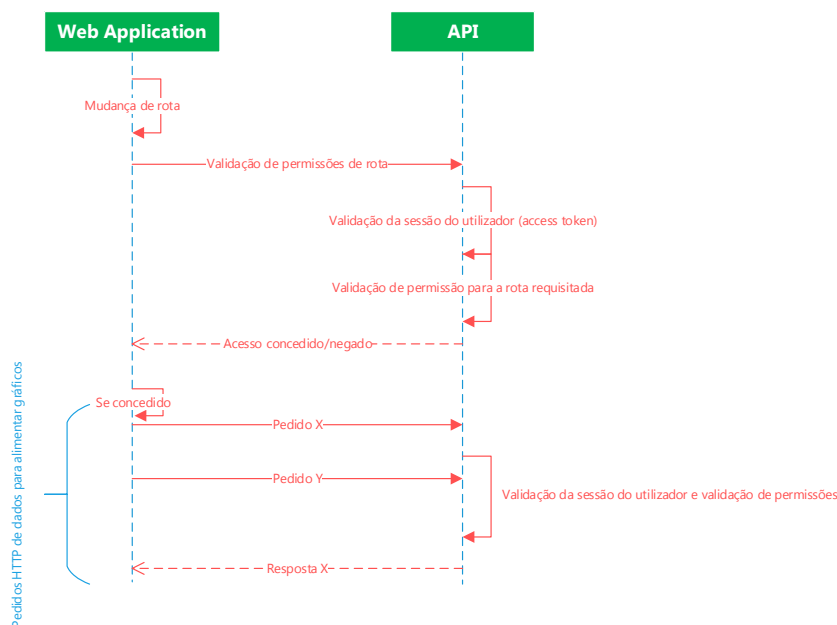 Web Application
API
Mudança de rota
Validação de permissões de rota
Validação da sessão do utilizador (access token)
Validação de permissão para a rota requisitada
Acesso concedido/negado
Pedidos HTTP de dados para alimentar gráficos
Se concedido
Pedido X
Pedido Y
Validação da sessão do utilizador e validação de permissões
Resposta X